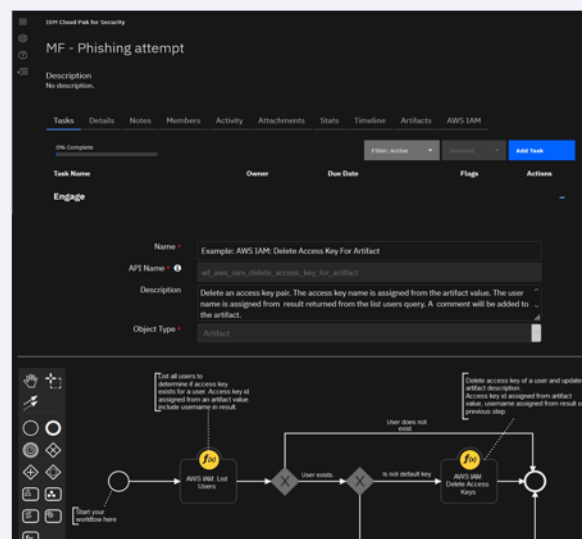 IBM Cloud Pak for Security
MF - Phishing attempt
Description
No description.
Tasks Details Notes Members Activity Attachments Stats Timeline Artifacts AWS IAM
0% Complete
Filter: Active
Selected
Add Task
Task Name Owner Due Date Flags Actions
Engage
Name *
Example: AWS IAM: Delete Access Key For Artifact
API Name *
wf_aws_iam_delete_access_key_for_artifact
Description
Delete an access key pair. The access key name is assigned from the artifact value. The user
name is assigned from result returned from the list users query. A comment will be added to
the artifact.
Object Type *
Artifact
List all users to
determine if access key
exists for a user. Access key id
assigned from an artifact value
include username in result.
Delete access key of a user and update
artifact description.
Access key id assigned from artifact
value, username assigned from result o
previous step.
User does not
exist
f(x)
AWS IAM: List
Users
User exists
is not default key
f(x)
AWS IAM:
Delete Access
Keys
Start your
workflow here